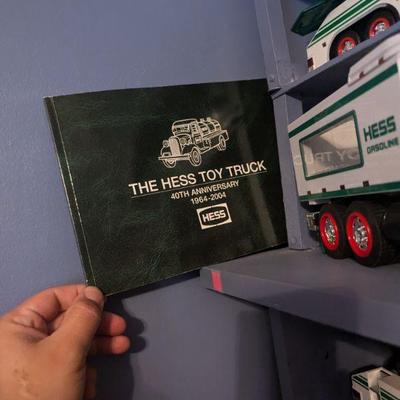 THE HESS TOY TRUCK
40TH ANNIVERSARY
1964-2004
HESS
HESS
GASOLINE